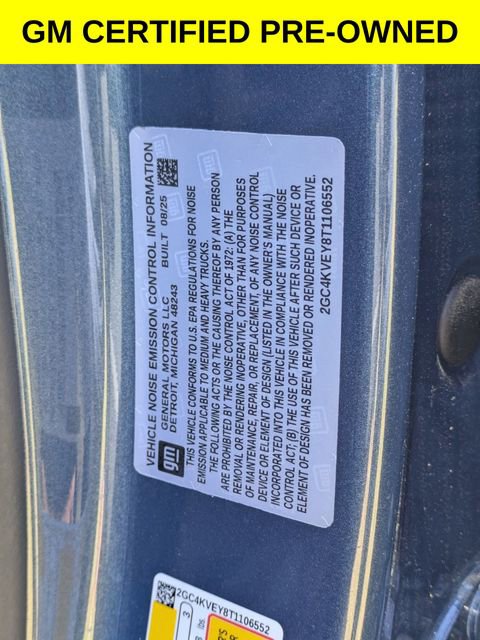 GM CERTIFIED PRE-OWNED
VEHICLE NOISE EMISSION CONTROL INFORMATION
GENERAL MOTORS LLC
DETROIT, MICHIGAN 48243
BUILT 08/25
gm
THIS VEHICLE CONFORMS TO U.S. EPA REGULATIONS FOR NOISE
EMISSION APPLICABLE TO MEDIUM AND HEAVY TRUCKS.
THE FOLLOWING ACTS OR THE CAUSING THEREOF BY ANY PERSON
ARE PROHIBITED BY THE NOISE CONTROL ACT OF 1972: (A) THE
REMOVAL OR RENDERING INOPERATIVE, OTHER THAN FOR PURPOSES
OF MAINTENANCE, REPAIR, OR REPLACEMENT, OF ANY NOISE CONTROL
DEVICE OR ELEMENT OF DESIGN (LISTED IN THE OWNER'S MANUAL)
INCORPORATED INTO THIS VEHICLE IN COMPLIANCE WITH THE NOISE
CONTROL ACT; (B) THE USE OF THIS VEHICLE AFTER SUCH DEVICE OR
ELEMENT OF DESIGN HAS BEEN REMOVED OR RENDERED INOPERATIVE.
2GC4KVEY8T1106552
2GC4KVEY8T1106552
3
lbs.